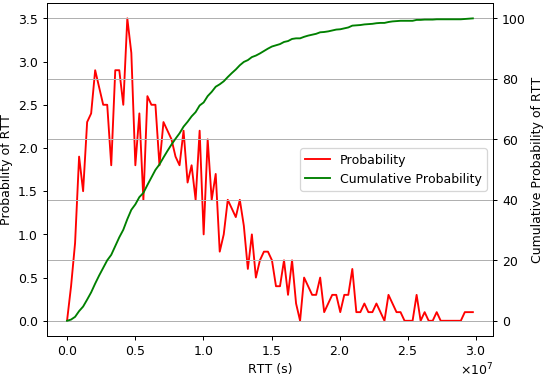 3.5
3.0
2.5
2.0
1.5
1.0
0.5
0.0
Probability of RTT
100
80
60
40
20
0
Cumulative Probability of RTT
Probability
Cumulative Probability
0.0 0.5 1.0 1.5 2.0 2.5 3.0
RTT (s)
×10⁷